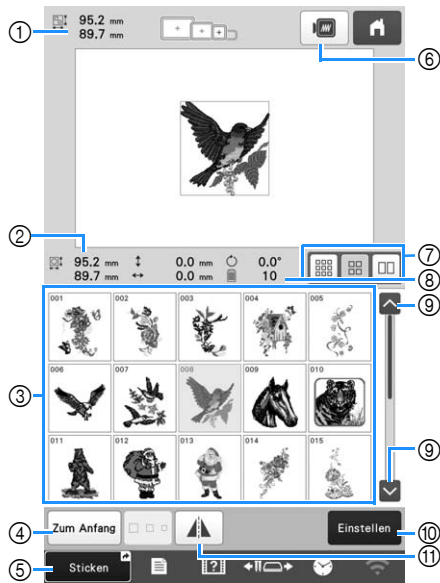 ① 95.2 mm
89.7 mm
⑥
② 95.2 mm 0.0 mm 0.0°
89.7 mm 0.0 mm 10
⑦
⑧
001 002 003 004 005
⑨
③ 006 007 008 009 010
011 012 013 014 015
⑨
④ Zum Anfang Einstellen ⑩
⑪
⑤ Sticken